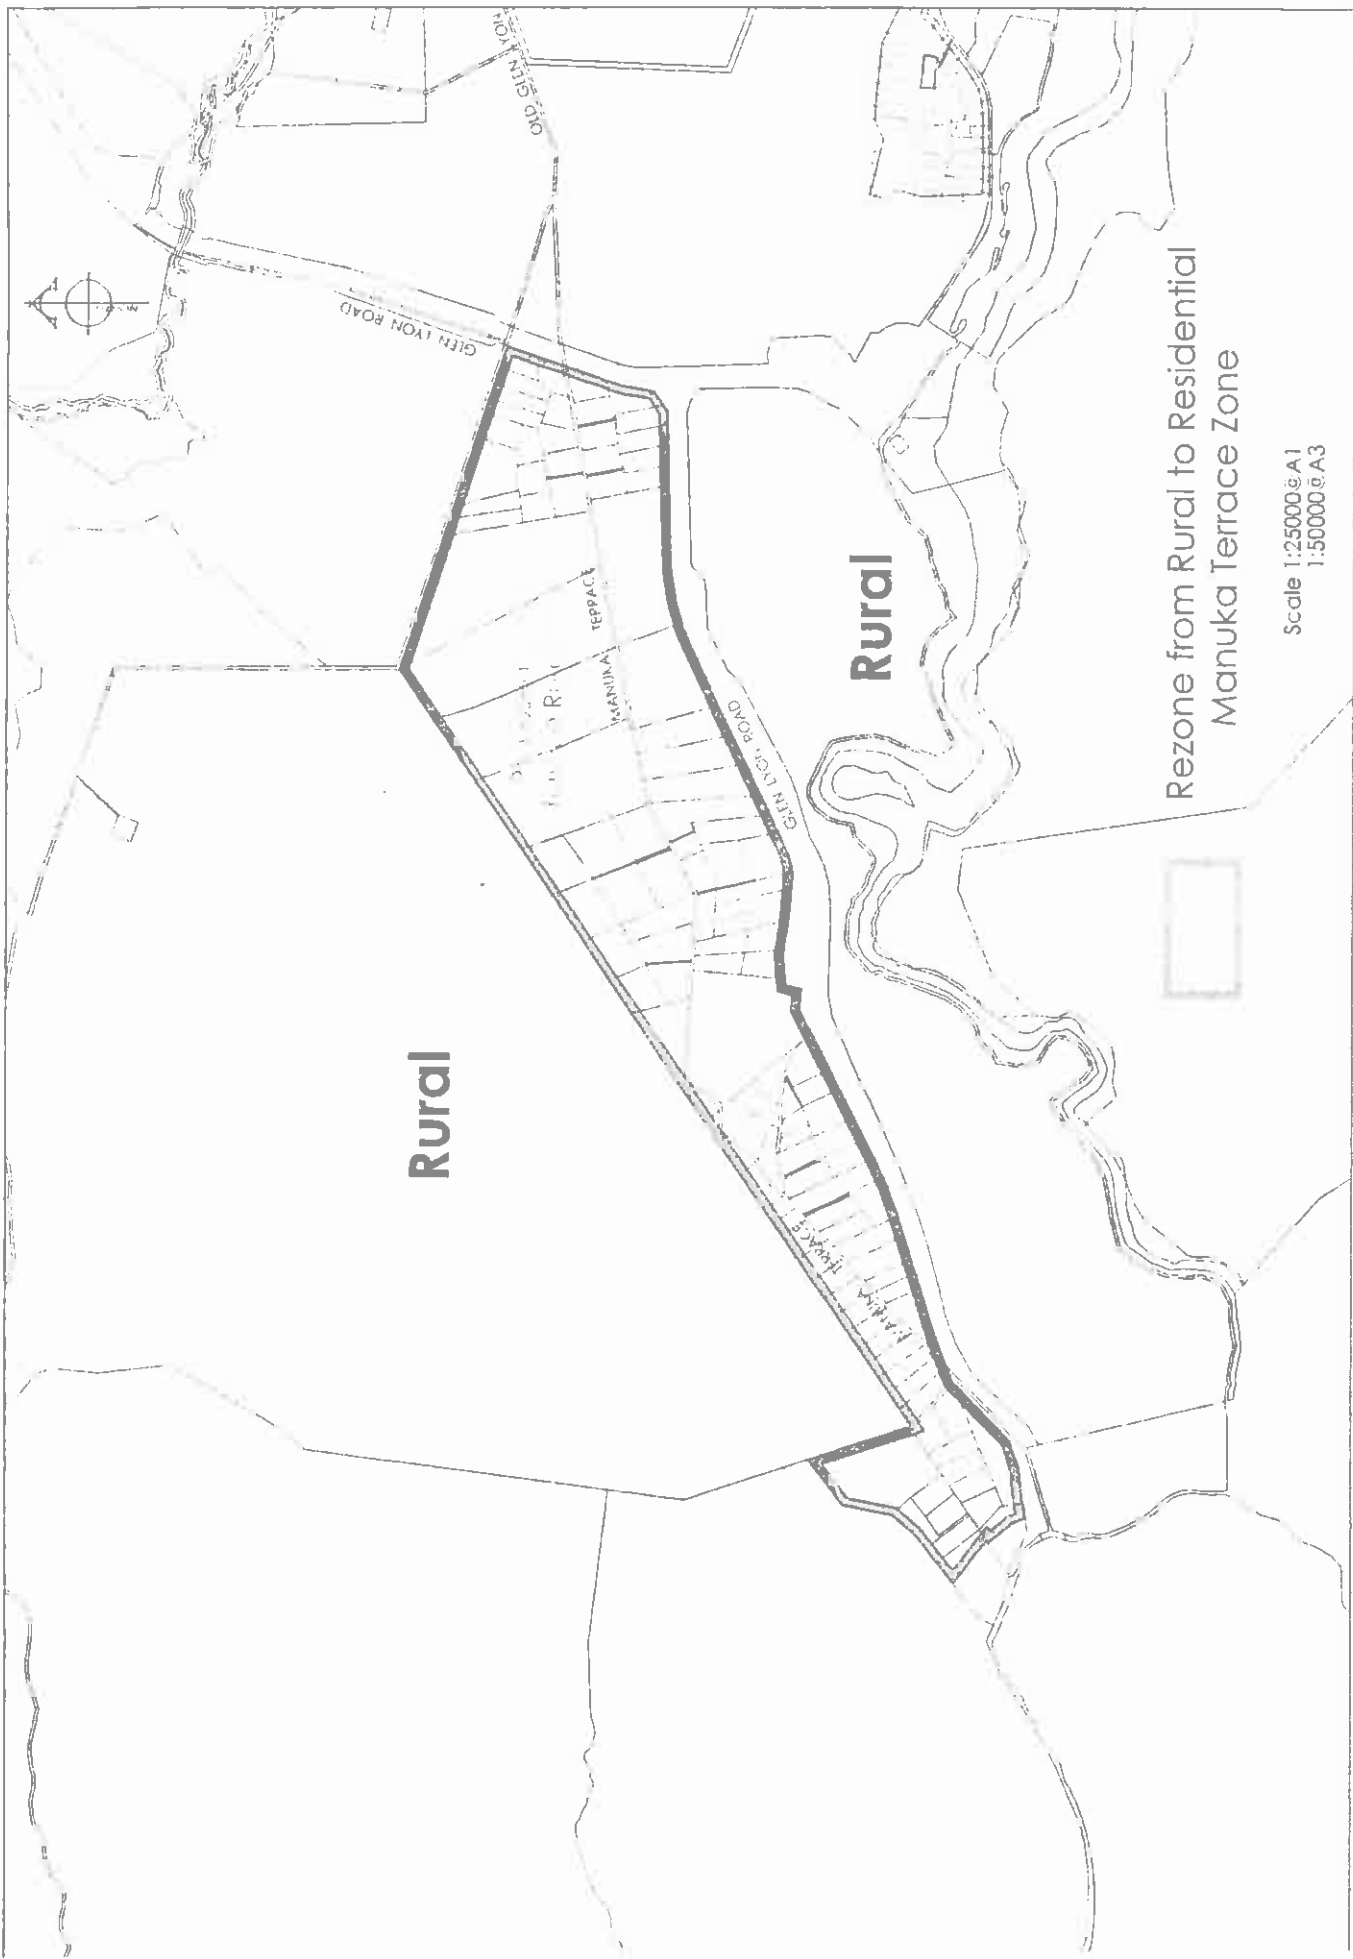 OLD GLEN LYON
GLEN LYON ROAD
MANUKA
TERRACE
GLEN LYON ROAD
Rural
Rural
TERRACE
Rezone from Rural to Residential
Manuka Terrace Zone
Scale 1:25000@A1
1:50000@A3